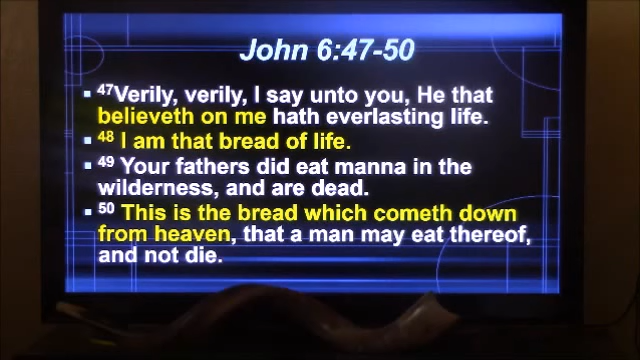 John 6:47-50
▪ 47Verily, verily, I say unto you, He that
believeth on me hath everlasting life.
▪ 48 I am that bread of life.
▪ 49 Your fathers did eat manna in the
wilderness, and are dead.
▪ 50 This is the bread which cometh down
from heaven, that a man may eat thereof,
and not die.